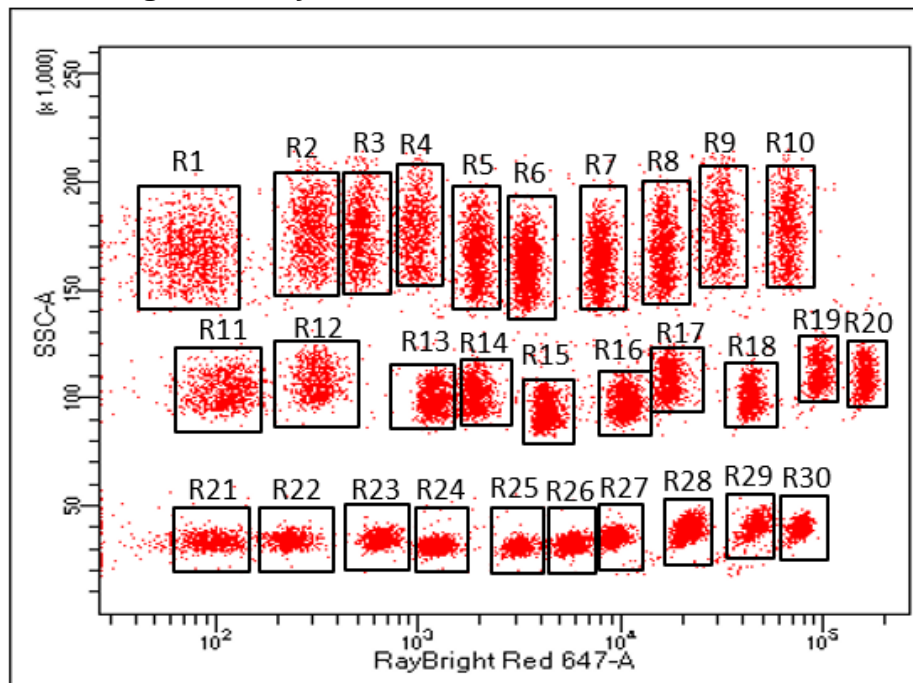 (x 1,000)
SSC-A
250
200
150
100
50
R1 R2 R3 R4 R5 R6 R7 R8 R9 R10
R11 R12 R13 R14 R15 R16 R17 R18 R19 R20
R21 R22 R23 R24 R25 R26 R27 R28 R29 R30
10² 10³ 10⁴ 10⁵
RayBright Red 647-A